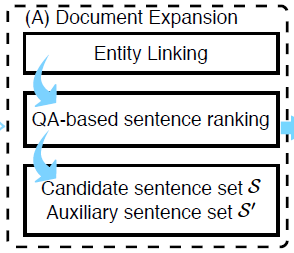 (A) Document Expansion
Entity Linking
QA-based sentence ranking
Candidate sentence set 𝒮
Auxiliary sentence set 𝒮′